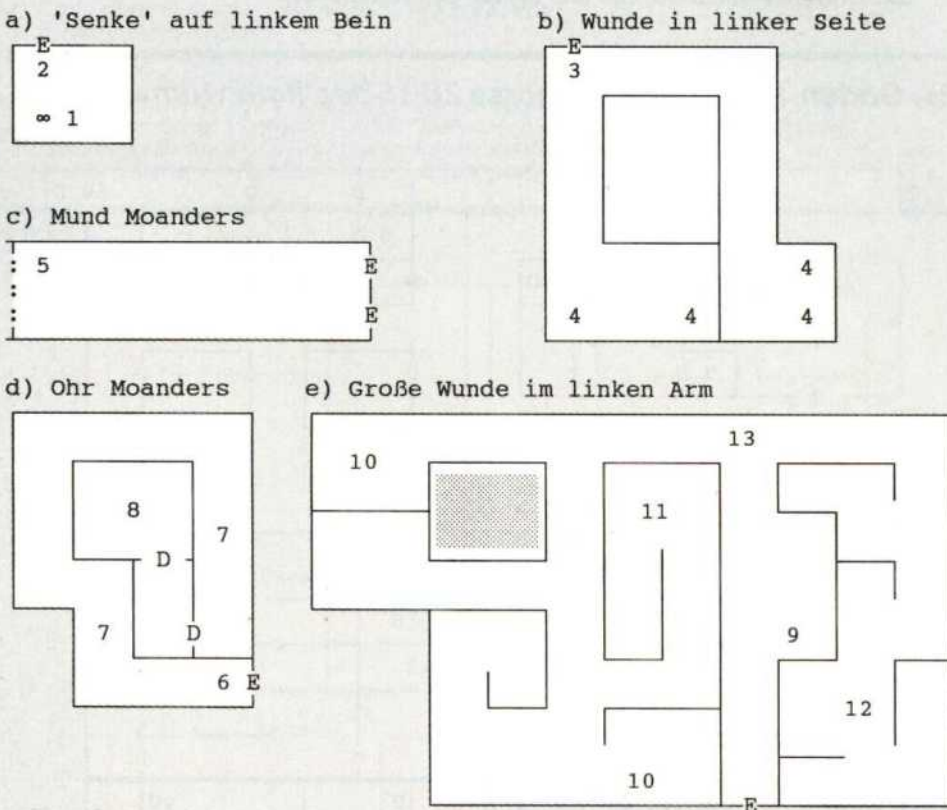 a) 'Senke' auf linkem Bein
E
2
∞ 1
b) Wunde in linker Seite
E
3
4
4 4 4
c) Mund Moanders
5 E
E
d) Ohr Moanders
8
7
D
7 D
6 E
e) Große Wunde im linken Arm
13
10
11
9
12
10
E